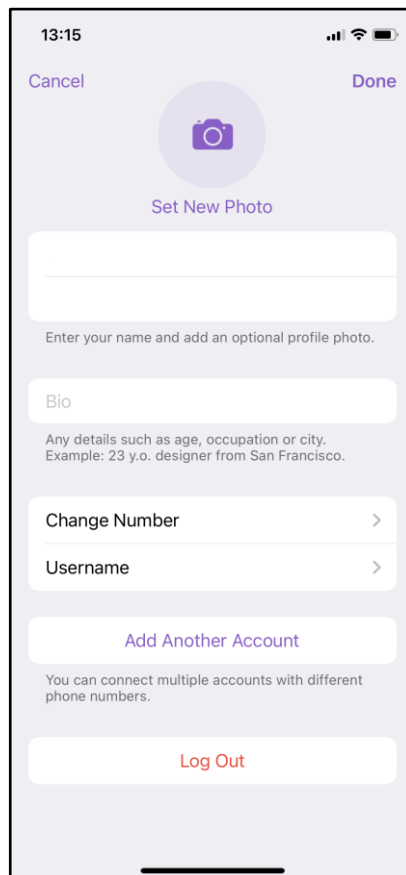 13:15
Cancel
Done
Set New Photo
Enter your name and add an optional profile photo.
Bio
Any details such as age, occupation or city.
Example: 23 y.o. designer from San Francisco.
Change Number
Username
Add Another Account
You can connect multiple accounts with different
phone numbers.
Log Out